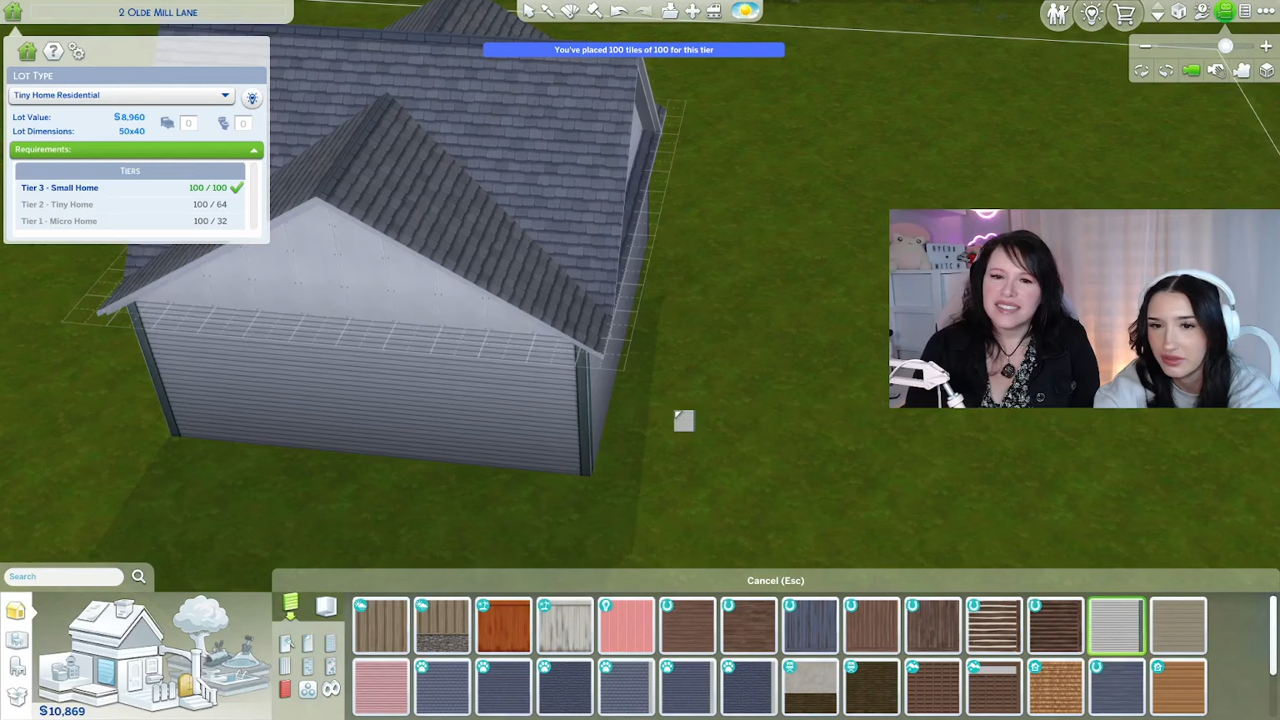 2 Olde Mill Lane
You've placed 100 tiles of 100 for this tier
LOT TYPE
Tiny Home Residential
Lot Value: §8,960
0
0
Lot Dimensions: 50x40
Requirements:
TIERS
Tier 3 - Small Home 100 / 100
Tier 2 - Tiny Home 100 / 64
Tier 1 - Micro Home 100 / 32
Search
Cancel (Esc)
§10,869